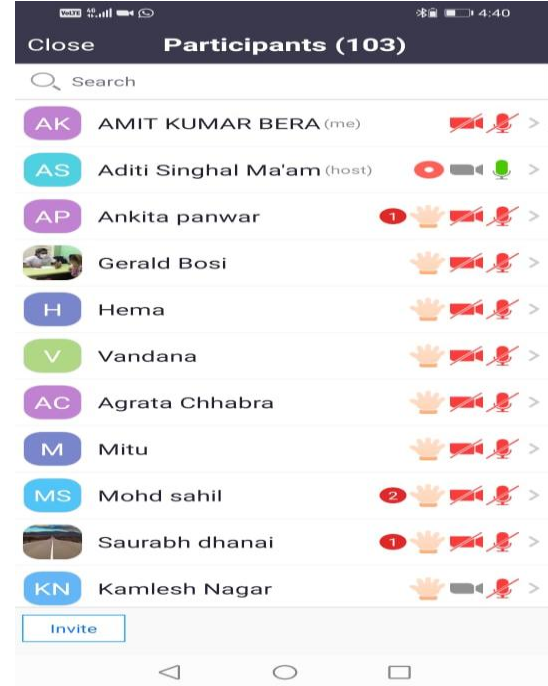 VoLTE 4G 4:40
Close Participants (103)
Search
AK AMIT KUMAR BERA (me)
AS Aditi Singhal Ma'am (host)
AP Ankita panwar 1
Gerald Bosi
H Hema
V Vandana
AC Agrata Chhabra
M Mitu
MS Mohd sahil 2
Saurabh dhanai 1
KN Kamlesh Nagar
Invite